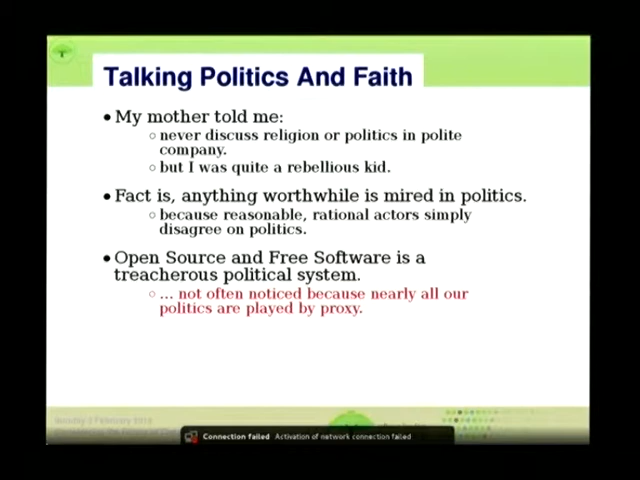 Talking Politics And Faith
• My mother told me:
○ never discuss religion or politics in polite
company.
○ but I was quite a rebellious kid.
• Fact is, anything worthwhile is mired in politics.
○ because reasonable, rational actors simply
disagree on politics.
• Open Source and Free Software is a
treacherous political system.
○ ... not often noticed because nearly all our
politics are played by proxy.
February
Connection failed Activation of network connection failed